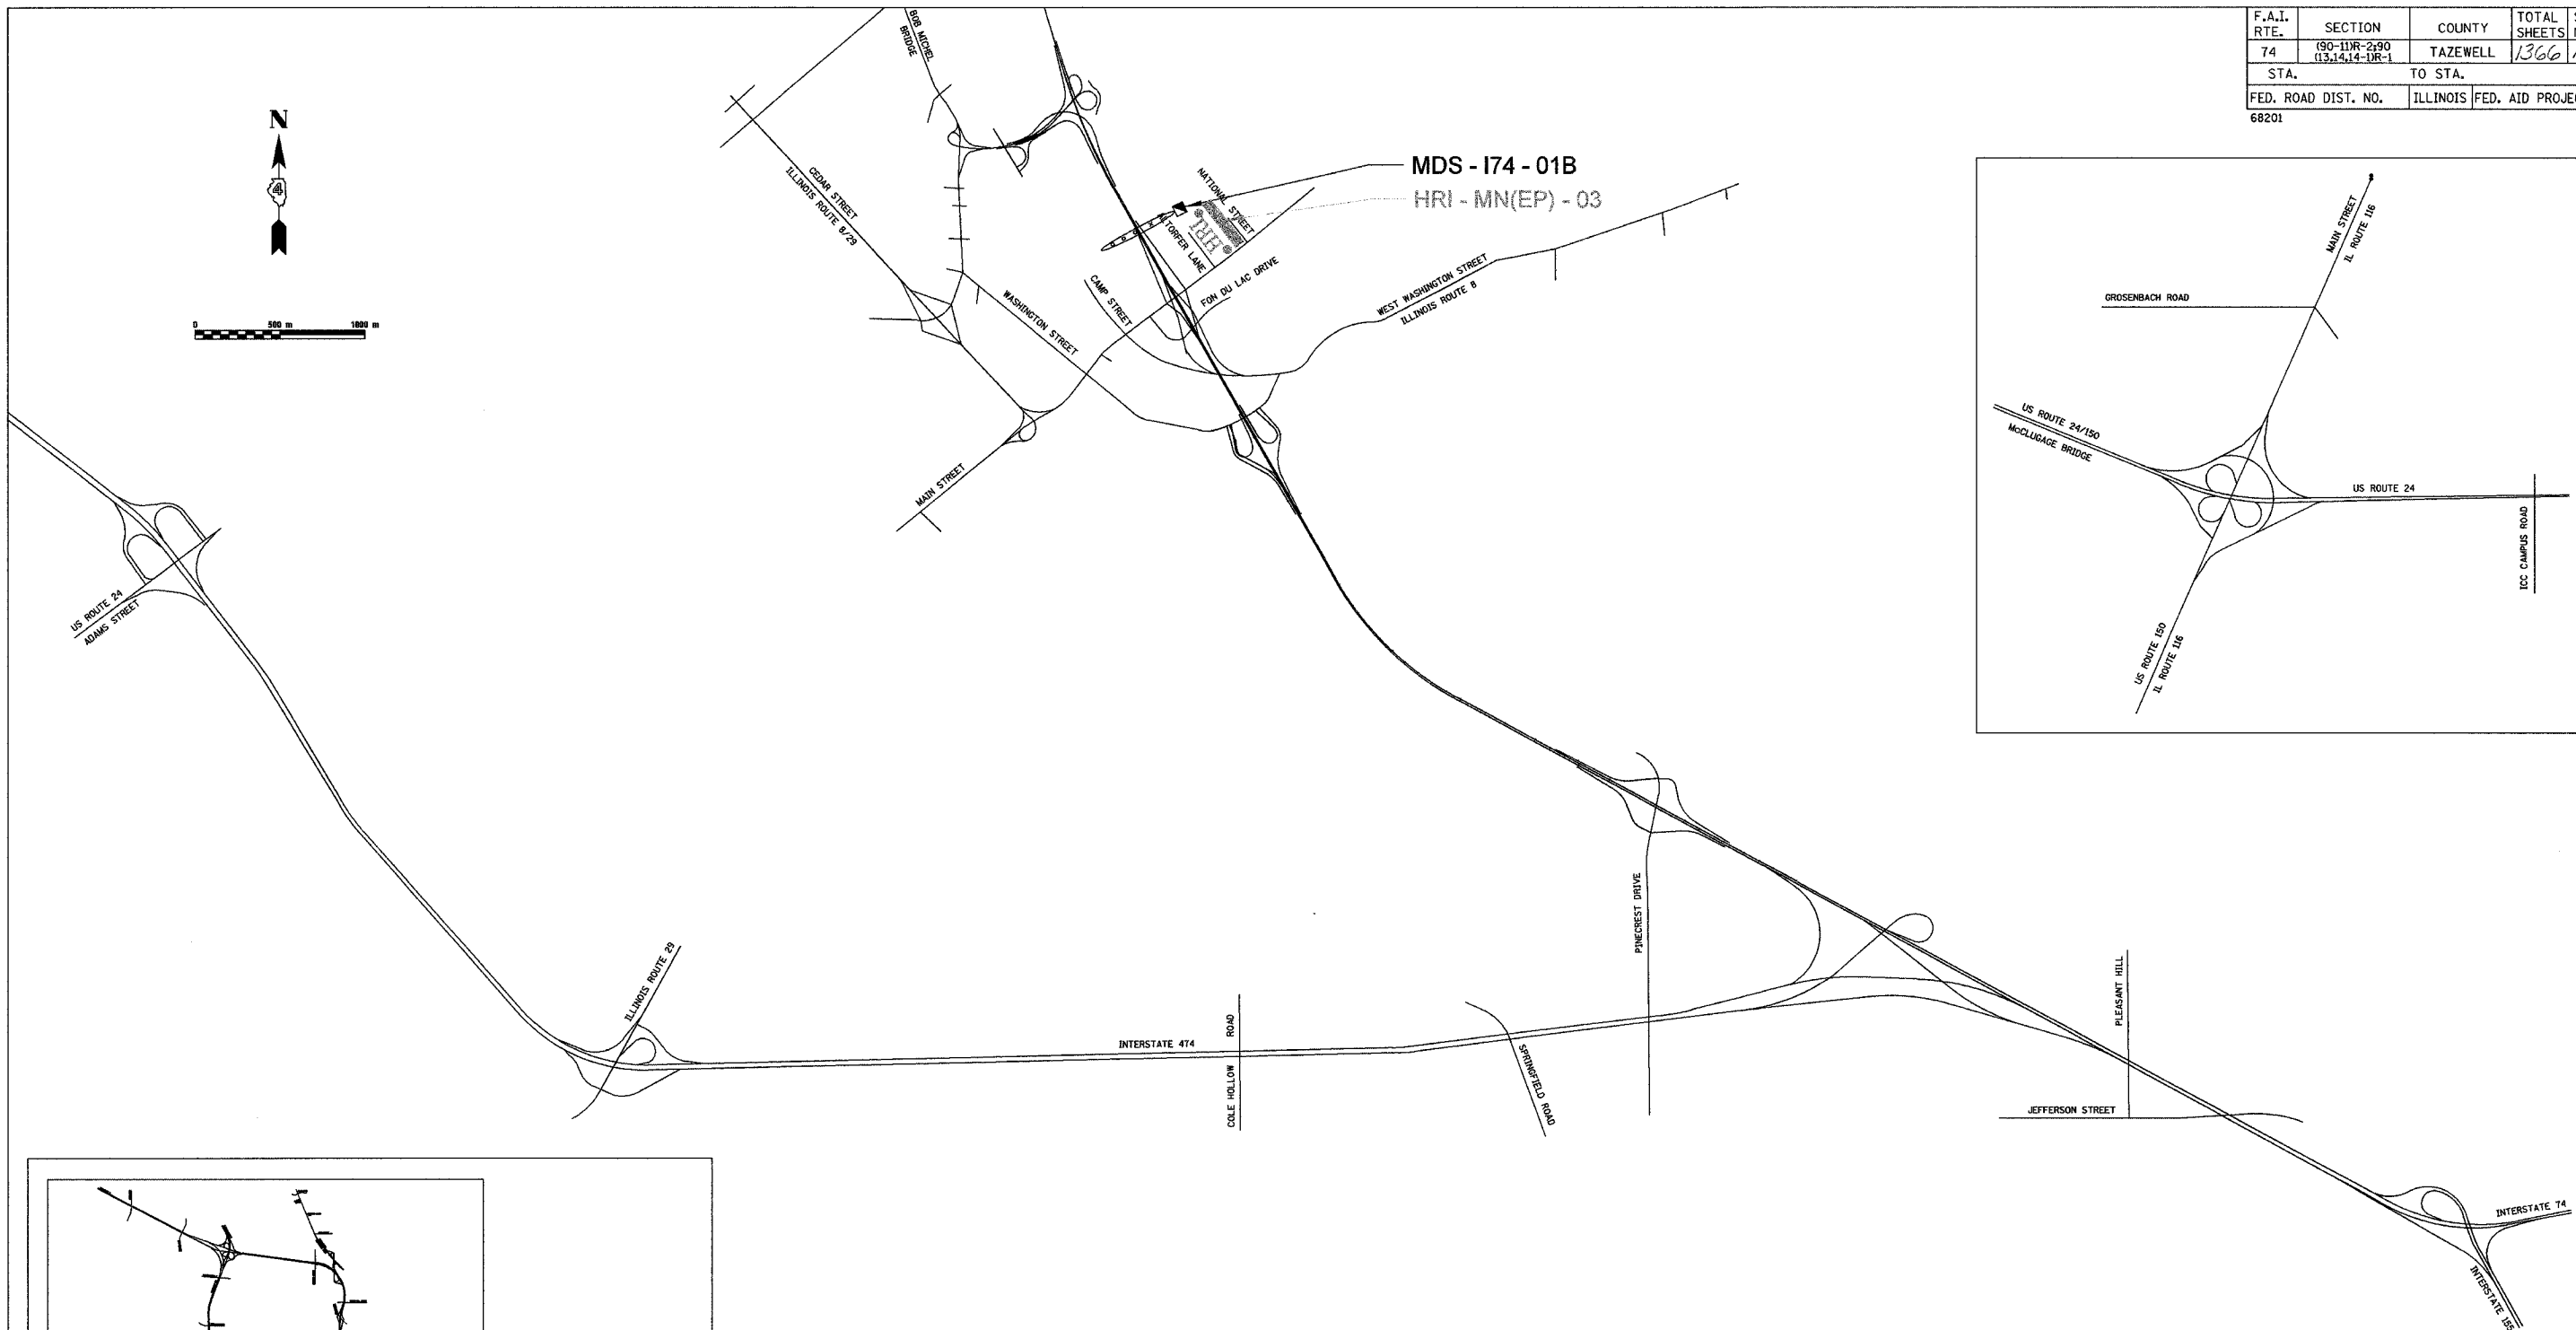 F.A.I. RTE.
SECTION
COUNTY
TOTAL SHEETS
74
(90-11)R-2;90
(13,14,14-1)R-1
TAZEWELL
1366
STA.
TO STA.
FED. ROAD DIST. NO.
ILLINOIS
FED. AID
68201
N
4
0
500 m
1000 m
BOB MICHEL
BRIDGE
CEDAR STREET
ILLINOIS ROUTE 8/29
MDS - I74 - 01B
HRI - MN(EP) - 03
NATIONAL STREET
HRI
LANE
FON DU LAC DRIVE
CAMP STREET
WASHINGTON STREET
WEST WASHINGTON STREET
ILLINOIS ROUTE 8
MAIN STREET
MAIN STREET
IL ROUTE 116
GROSENBACH ROAD
US ROUTE 24/150
McCLUGAGE BRIDGE
US ROUTE 24
ICC CAMPUS ROAD
US ROUTE 150
IL ROUTE 116
US ROUTE 24
ADAMS STREET
ILLINOIS ROUTE 29
INTERSTATE 474
COLE HOLLOW ROAD
SPRINGFIELD ROAD
PINECREST DRIVE
PLEASANT HILL
JEFFERSON STREET
INTERSTATE 74
INTERSTATE 155